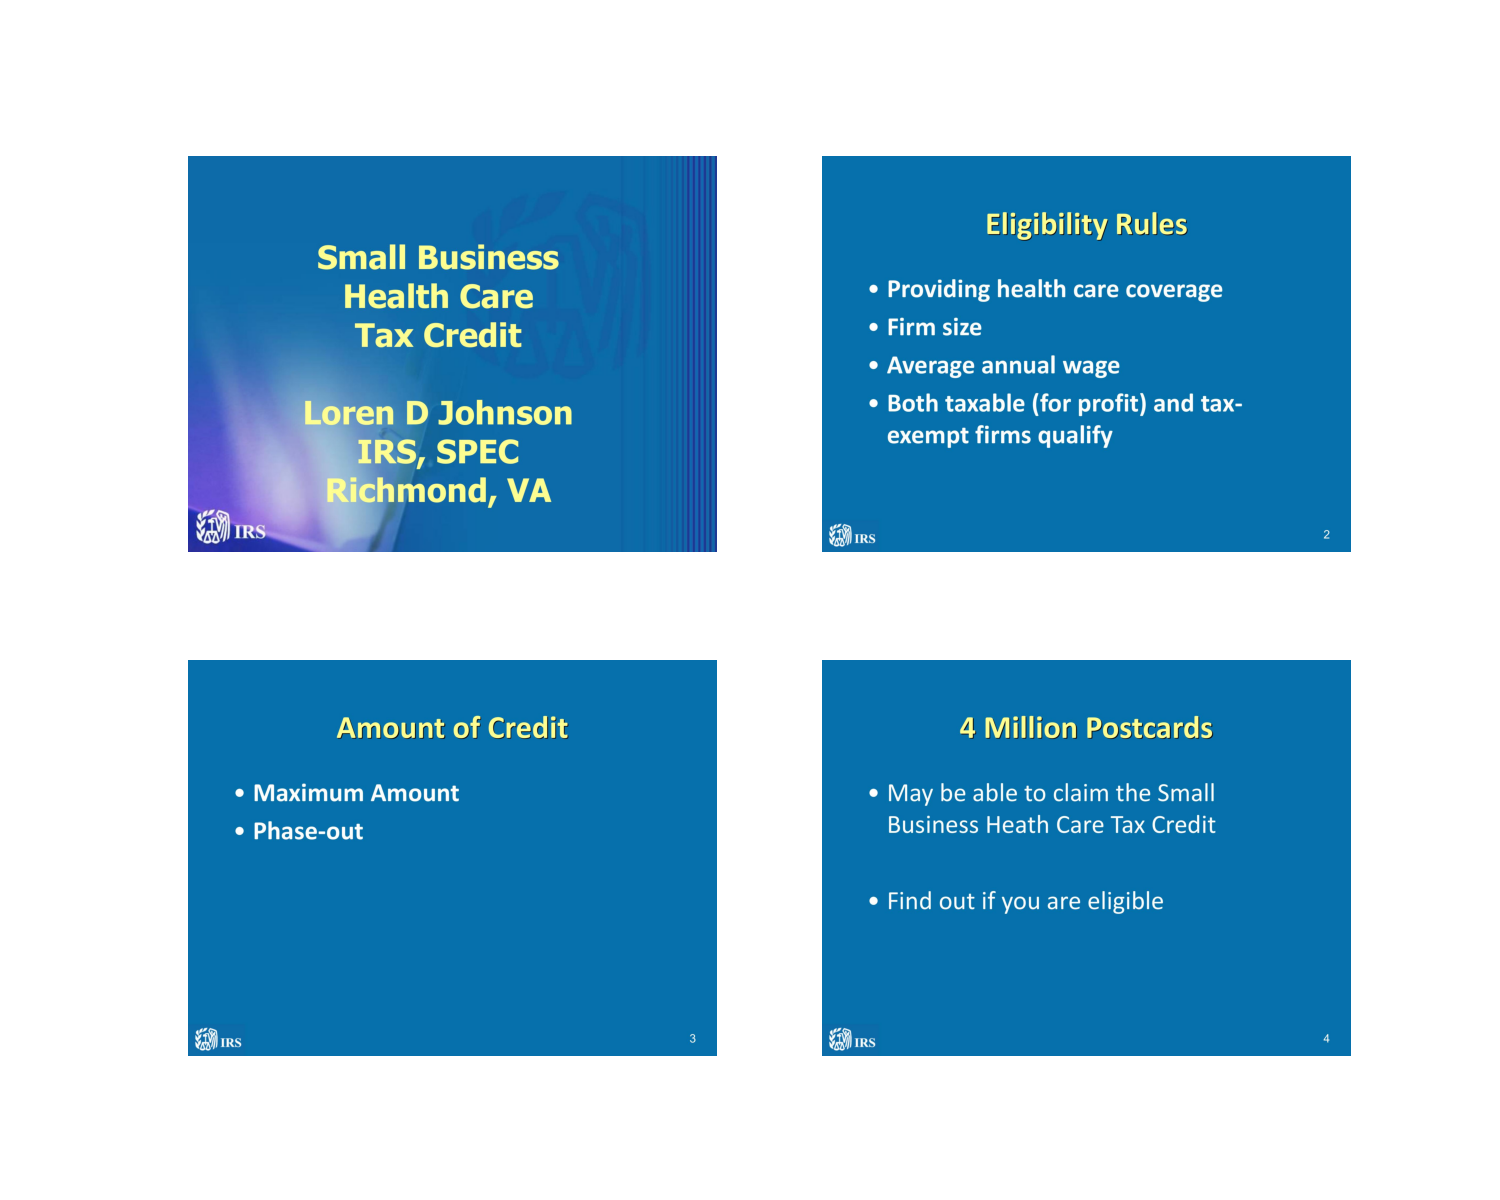 Small Business
Health Care
Tax Credit
Loren D Johnson
IRS, SPEC
Richmond, VA
IRS
Eligibility Rules
• Providing health care coverage
• Firm size
• Average annual wage
• Both taxable (for profit) and tax-
exempt firms qualify
IRS
2
Amount of Credit
• Maximum Amount
• Phase-out
IRS
3
4 Million Postcards
• May be able to claim the Small
Business Heath Care Tax Credit
• Find out if you are eligible
IRS
4